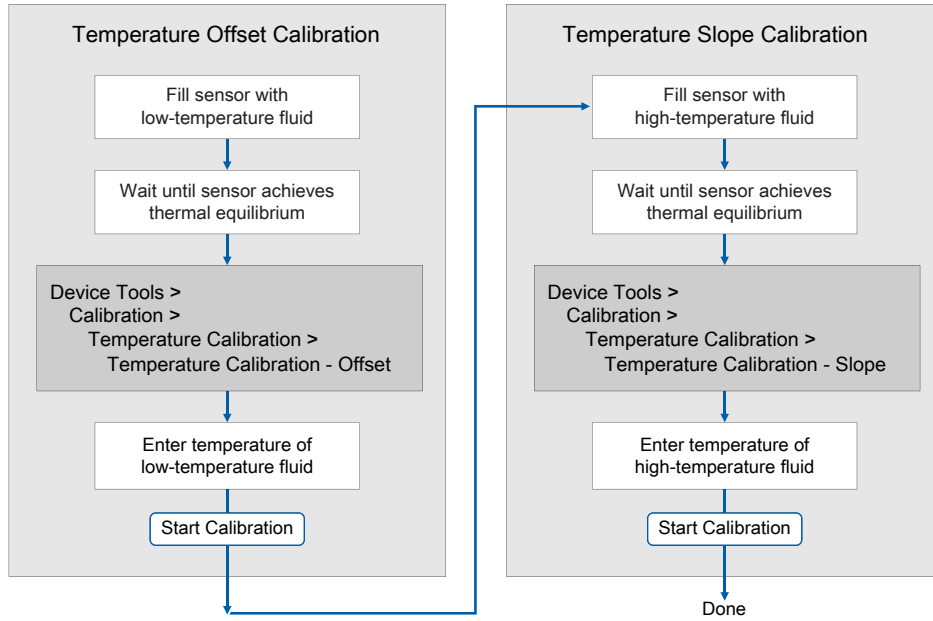 Temperature Offset Calibration
Fill sensor with
low-temperature fluid
Wait until sensor achieves
thermal equilibrium
Device Tools >
Calibration >
Temperature Calibration >
Temperature Calibration - Offset
Enter temperature of
low-temperature fluid
Start Calibration
Temperature Slope Calibration
Fill sensor with
high-temperature fluid
Wait until sensor achieves
thermal equilibrium
Device Tools >
Calibration >
Temperature Calibration >
Temperature Calibration - Slope
Enter temperature of
high-temperature fluid
Start Calibration
Done